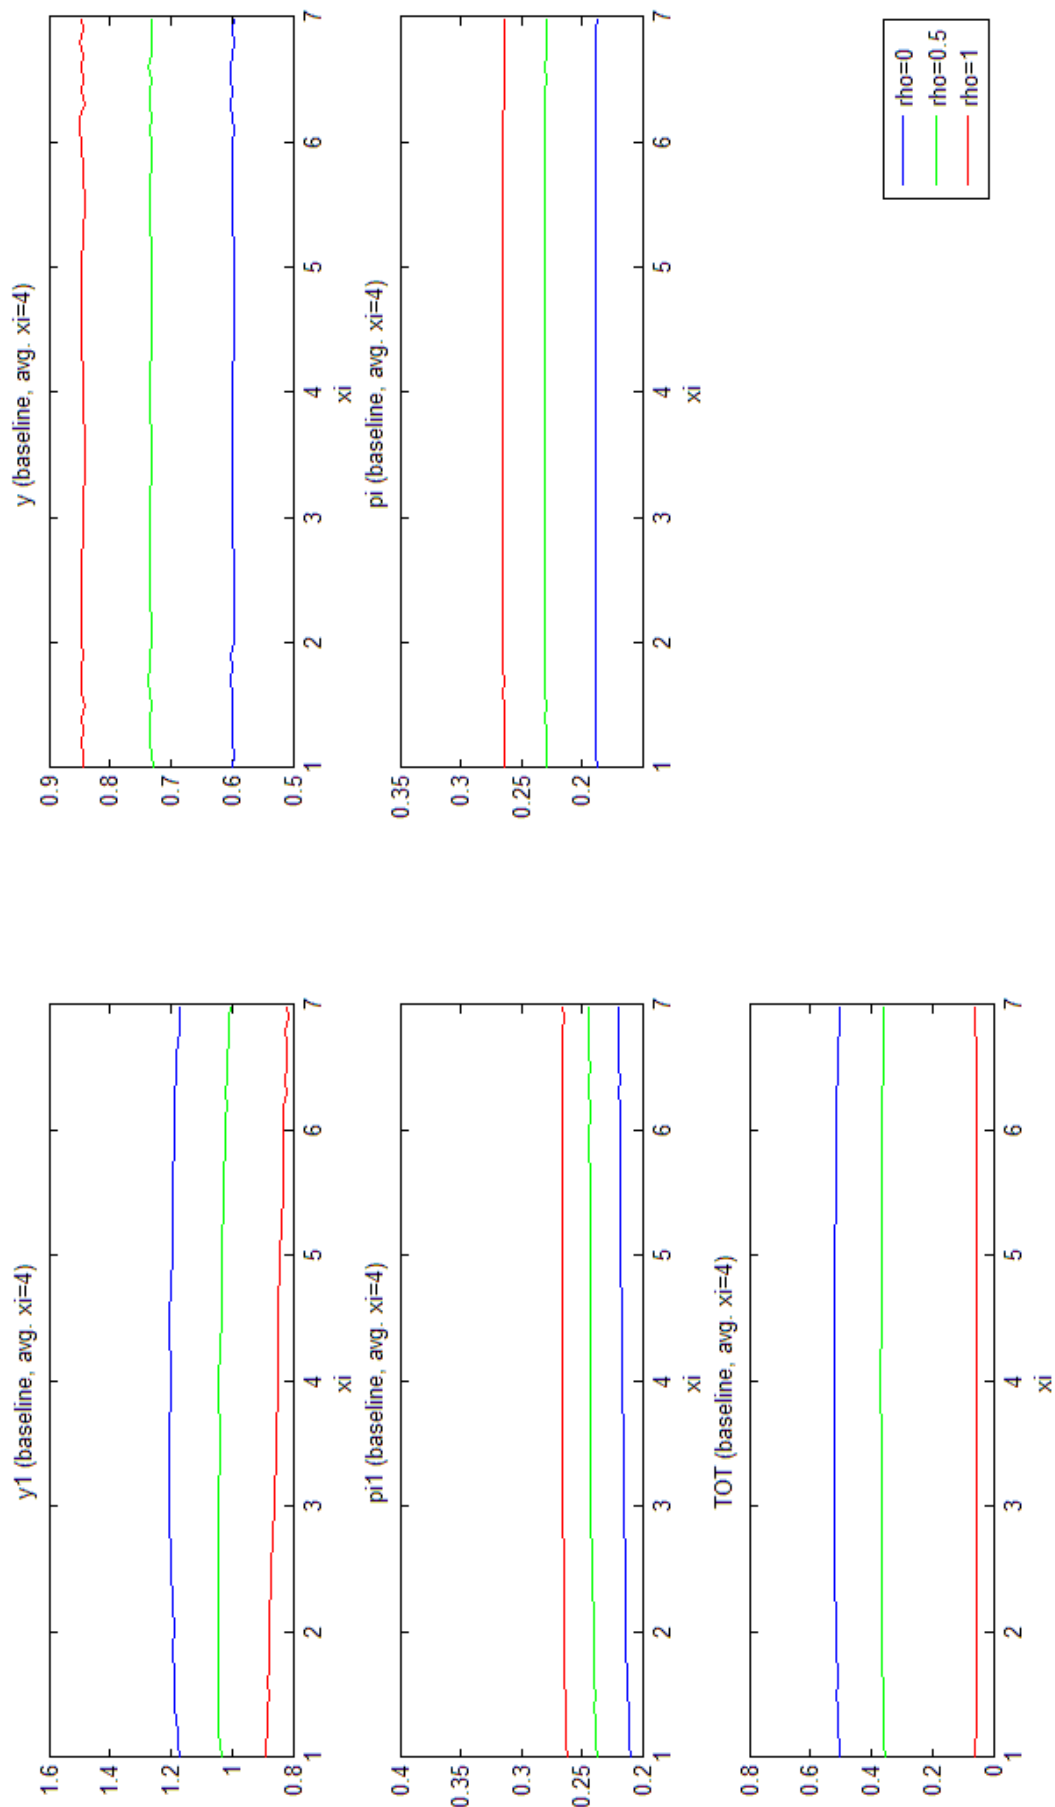 y1 (baseline, avg. xi=4)
1.6
1.4
1.2
1
0.8
1 2 3 4 5 6 7
xi
y (baseline, avg. xi=4)
0.9
0.8
0.7
0.6
0.5
1 2 3 4 5 6 7
xi
pi1 (baseline, avg. xi=4)
0.4
0.35
0.3
0.25
0.2
1 2 3 4 5 6 7
xi
pi (baseline, avg. xi=4)
0.35
0.3
0.25
0.2
1 2 3 4 5 6 7
xi
TOT (baseline, avg. xi=4)
0.8
0.6
0.4
0.2
0
1 2 3 4 5 6 7
xi
rho=0
rho=0.5
rho=1